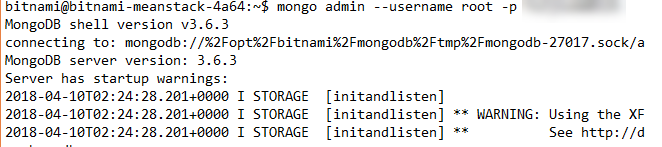 bitnami@bitnami-meanstack-4a64:~$ mongo admin --username root -p
MongoDB shell version v3.6.3
connecting to: mongodb://%2Fopt%2Fbitnami%2Fmongodb%2Ftmp%2Fmongodb-27017.sock/a
MongoDB server version: 3.6.3
Server has startup warnings:
2018-04-10T02:24:28.201+0000 I STORAGE  [initandlisten]
2018-04-10T02:24:28.201+0000 I STORAGE  [initandlisten] ** WARNING: Using the XF
2018-04-10T02:24:28.201+0000 I STORAGE  [initandlisten] **          See http://d